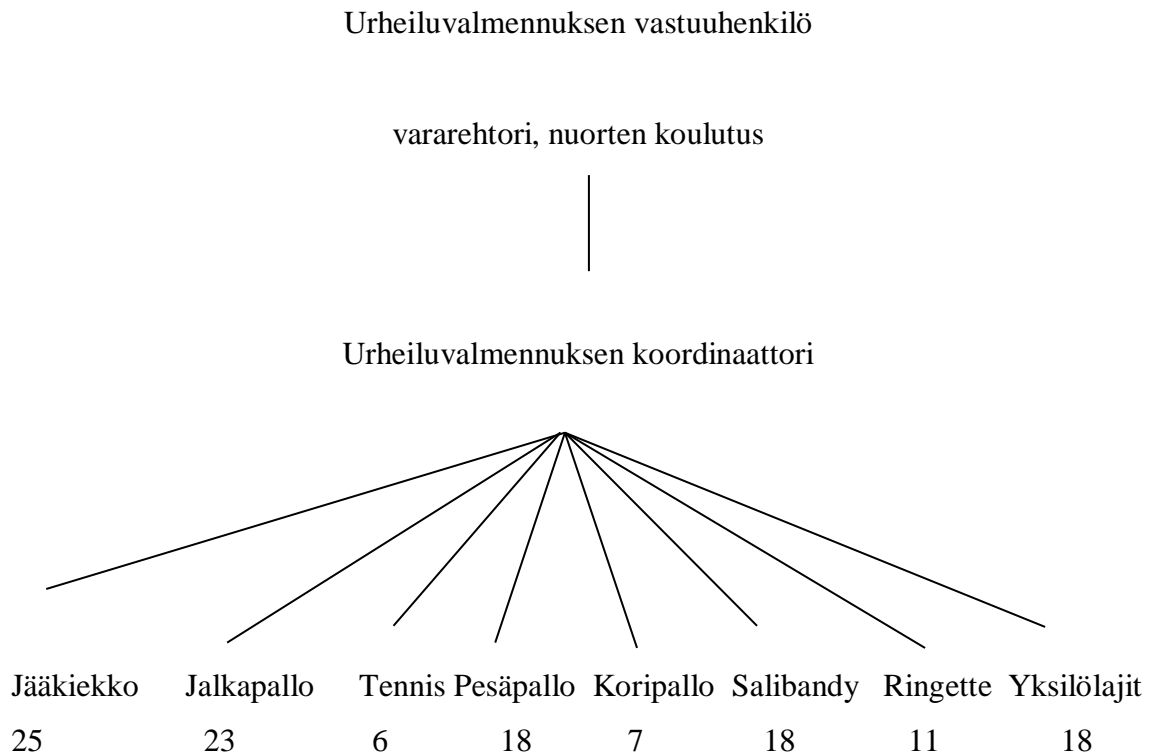 Urheiluvalmennuksen vastuuhenkilö
vararehtori, nuorten koulutus
Urheiluvalmennuksen koordinaattori
Jääkiekko Jalkapallo Tennis Pesäpallo Koripallo Salibandy Ringette Yksilölajit
25 23 6 18 7 18 11 18